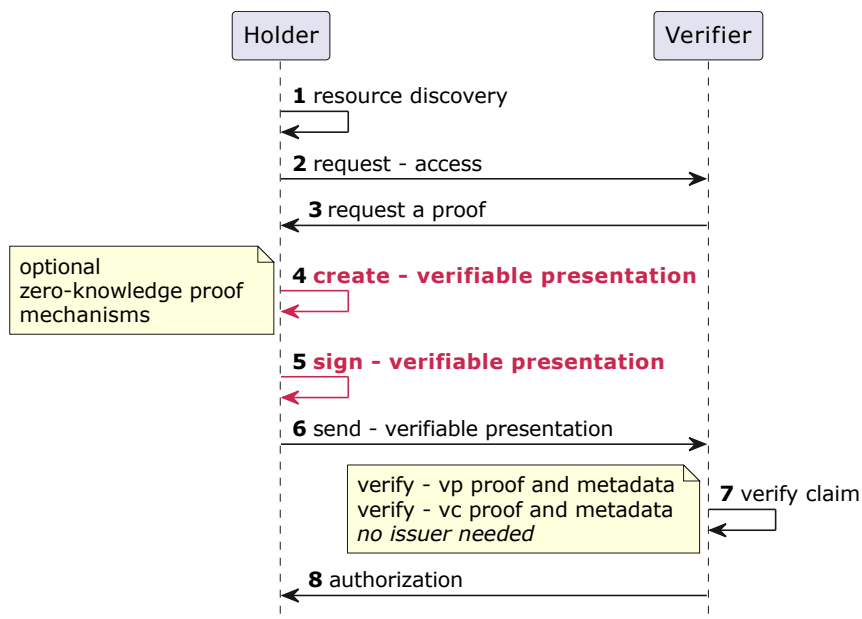 Holder
Verifier
1 resource discovery
2 request - access
3 request a proof
optional
zero-knowledge proof
mechanisms
4 create - verifiable presentation
5 sign - verifiable presentation
6 send - verifiable presentation
verify - vp proof and metadata
verify - vc proof and metadata
no issuer needed
7 verify claim
8 authorization